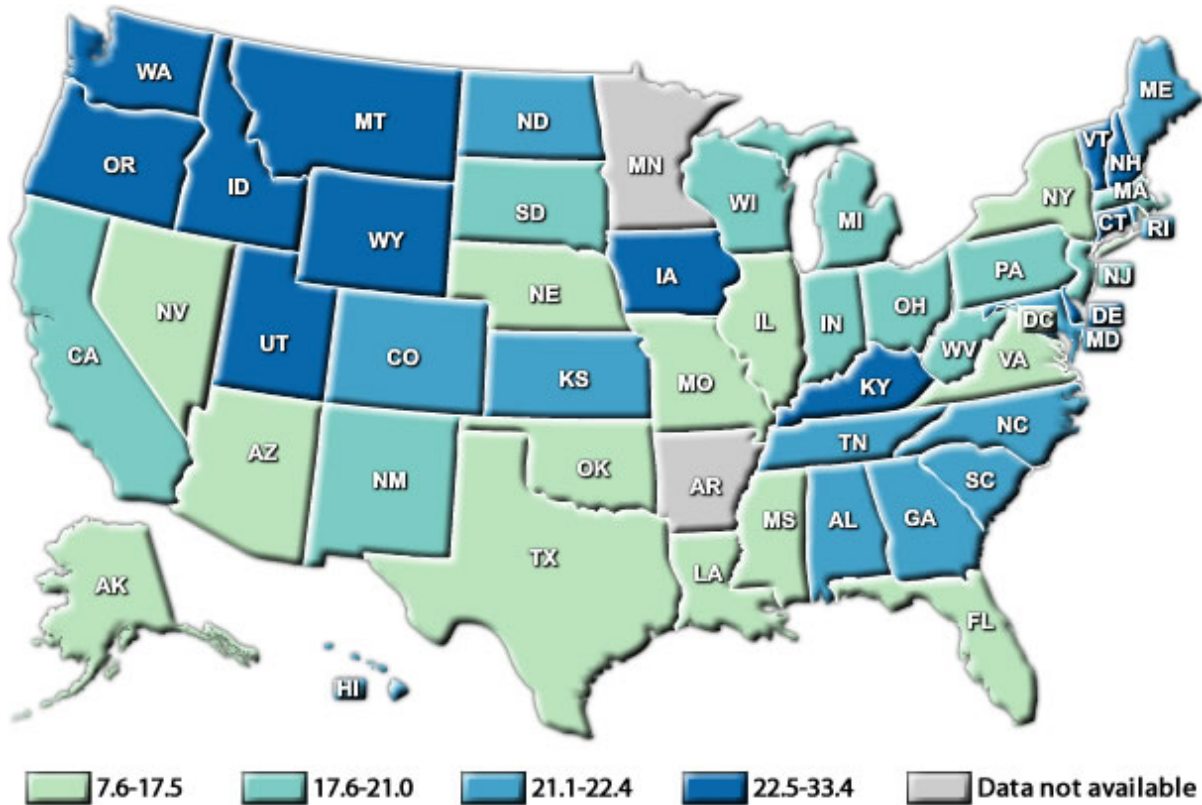 WA
MT
ND
MN
ME
OR
ID
WY
SD
WI
MI
NY
VT
NH
MA
CT
RI
NV
UT
CO
NE
IA
IL
IN
OH
PA
NJ
CA
KS
MO
KY
WV
VA
DC
DE
MD
AZ
NM
OK
AR
TN
NC
SC
TX
LA
MS
AL
GA
FL
AK
HI
7.6-17.5 17.6-21.0 21.1-22.4 22.5-33.4 Data not available